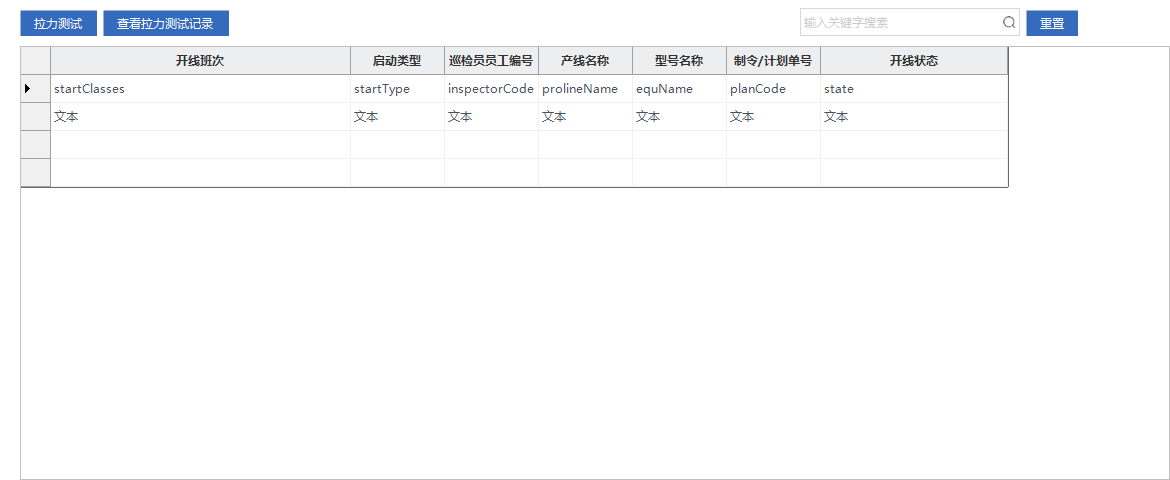 拉力测试 查看拉力测试记录 输入关键字搜索 重置
开线班次 启动类型 巡检员员工编号 产线名称 型号名称 制令/计划单号 开线状态
startClasses startType inspectorCode prolineName equName planCode state
文本 文本 文本 文本 文本 文本 文本